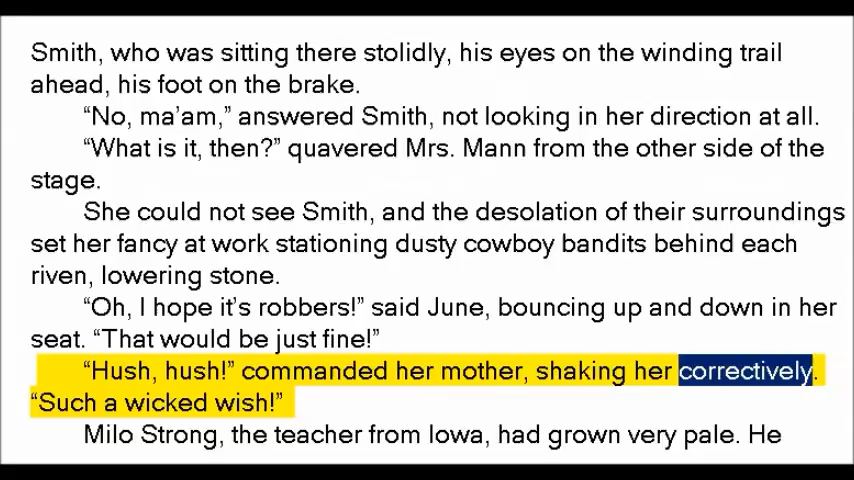 Smith, who was sitting there stolidly, his eyes on the winding trail
ahead, his foot on the brake.
“No, ma’am,” answered Smith, not looking in her direction at all.
“What is it, then?” quavered Mrs. Mann from the other side of the
stage.
She could not see Smith, and the desolation of their surroundings
set her fancy at work stationing dusty cowboy bandits behind each
riven, lowering stone.
“Oh, I hope it’s robbers!” said June, bouncing up and down in her
seat. “That would be just fine!”
“Hush, hush!” commanded her mother, shaking her correctively.
“Such a wicked wish!”
Milo Strong, the teacher from Iowa, had grown very pale. He